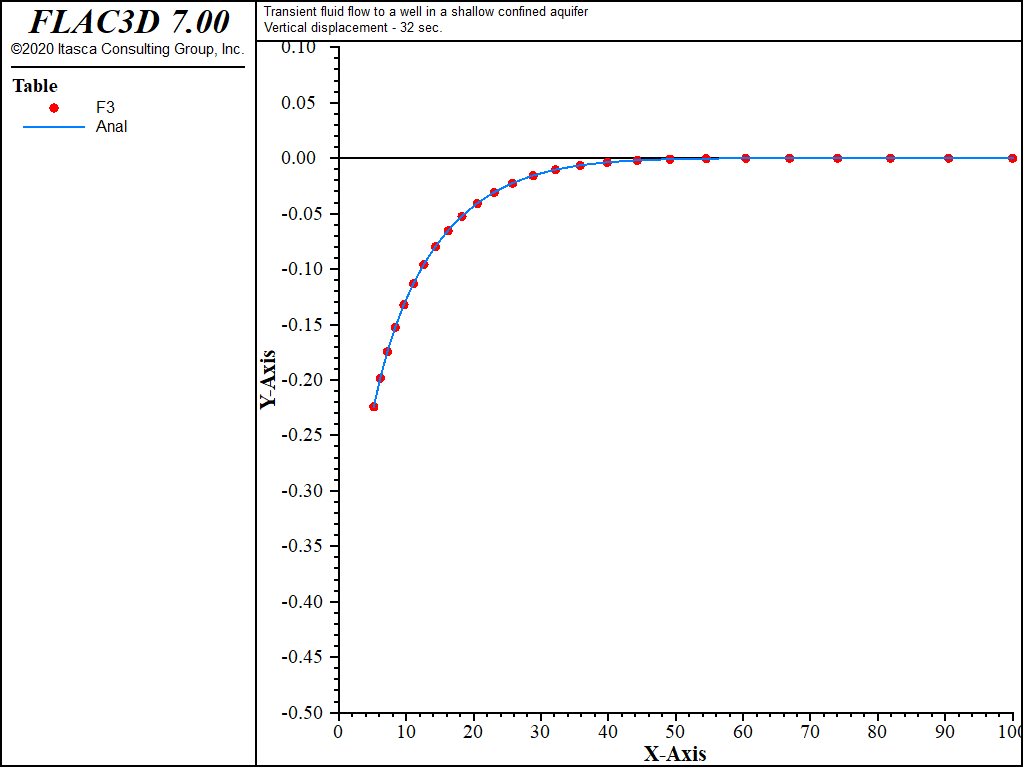 FLAC3D 7.00
©2020 Itasca Consulting Group, Inc.
Table
F3
Anal
Transient fluid flow to a well in a shallow confined aquifer
Vertical displacement - 32 sec.
0.10
0.05
0.00
-0.05
-0.10
-0.15
-0.20
-0.25
-0.30
-0.35
-0.40
-0.45
-0.50
Y-Axis
0 10 20 30 40 50 60 70 80 90 100
X-Axis